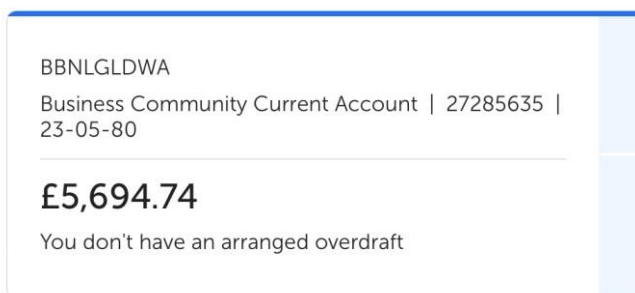 BBNLGLDWA
Business Community Current Account | 27285635 |
23-05-80
£5,694.74
You don't have an arranged overdraft